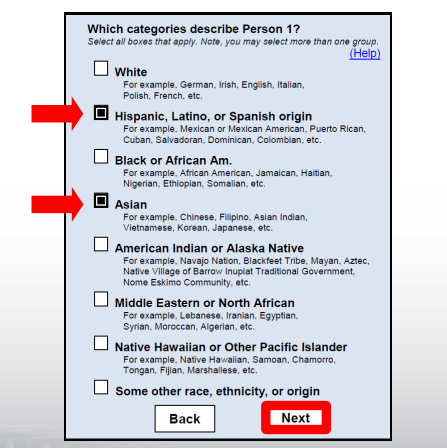 Which categories describe Person 1?
Select all boxes that apply. Note, you may select more than one group.
(Help)
White
For example, German, Irish, English, Italian,
Polish, French, etc.
Hispanic, Latino, or Spanish origin
For example, Mexican or Mexican American, Puerto Rican,
Cuban, Salvadoran, Dominican, Colombian, etc.
Black or African Am.
For example, African American, Jamaican, Haitian,
Nigerian, Ethiopian, Somalian, etc.
Asian
For example, Chinese, Filipino, Asian Indian,
Vietnamese, Korean, Japanese, etc.
American Indian or Alaska Native
For example, Navajo Nation, Blackfeet Tribe, Mayan, Aztec,
Native Village of Barrow Inupiat Traditional Government,
Nome Eskimo Community, etc.
Middle Eastern or North African
For example, Lebanese, Iranian, Egyptian,
Syrian, Moroccan, Algerian, etc.
Native Hawaiian or Other Pacific Islander
For example, Native Hawaiian, Samoan, Chamorro,
Tongan, Fijian, Marshallese, etc.
Some other race, ethnicity, or origin
Back Next